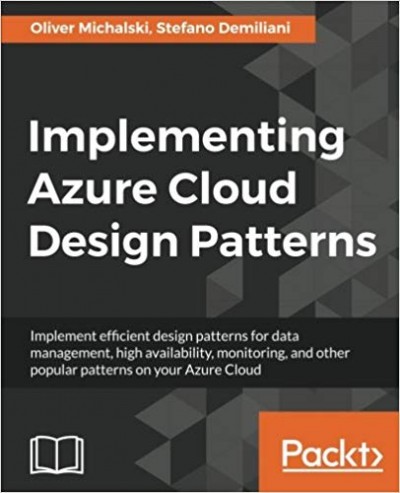 Oliver Michalski, Stefano Demiliani
Implementing
Azure Cloud
Design Patterns
Implement efficient design patterns for data
management, high availability, monitoring, and other
popular patterns on your Azure Cloud
Packt>